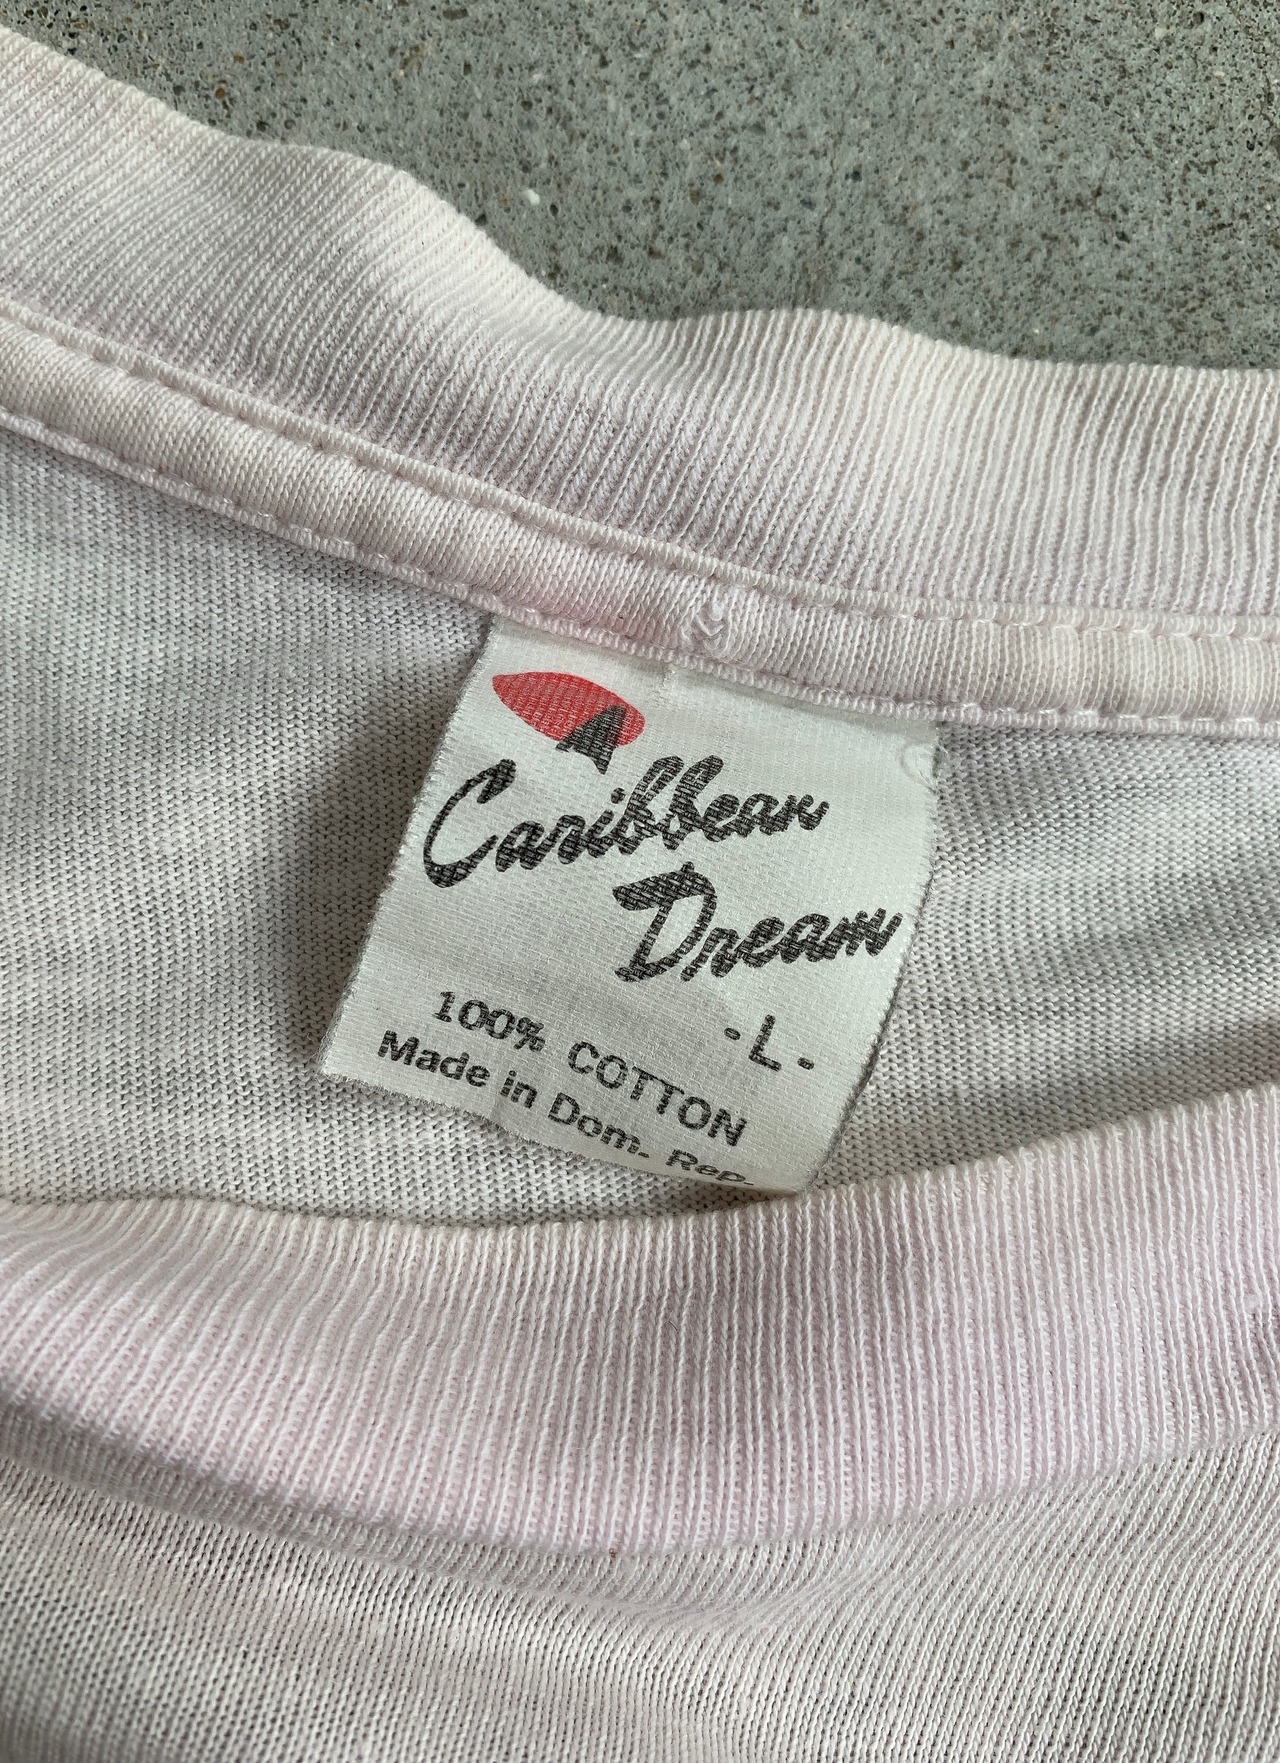 A
Caribbean
Dream
- L -
100% COTTON
Made in Dom. Rep.